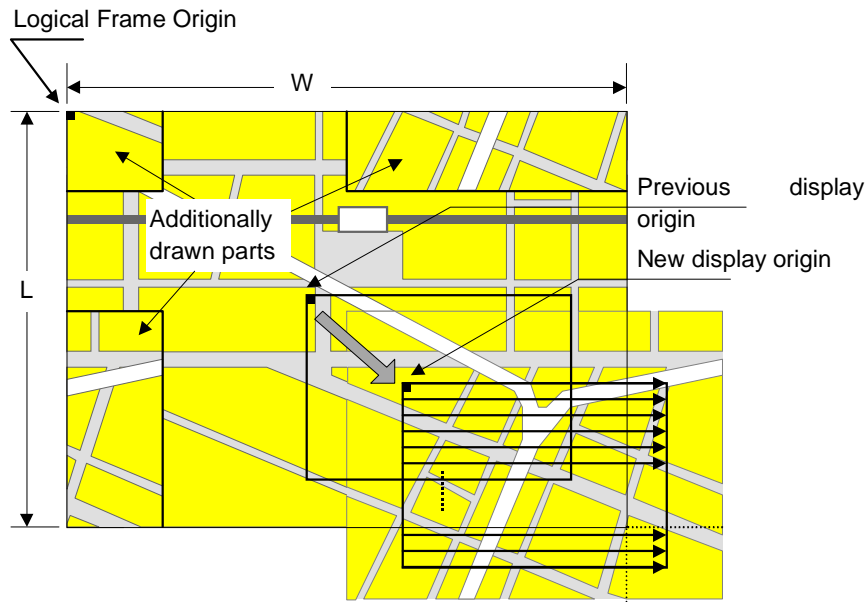 Logical Frame Origin
W
Previous display
origin
Additionally
drawn parts
New display origin
L